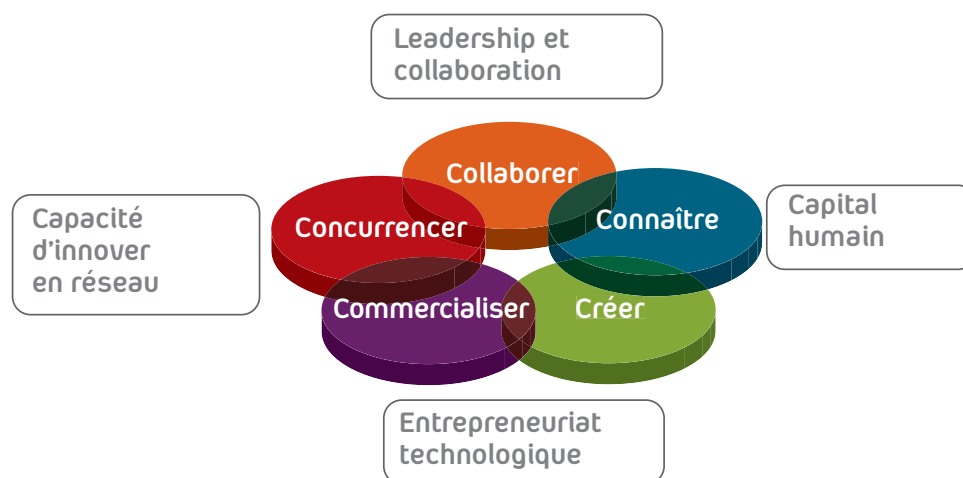 Leadership et
collaboration
Collaborer
Concurrencer
Connaître
Capacité
d'innover
en réseau
Capital
humain
Commercialiser
Créer
Entrepreneuriat
technologique